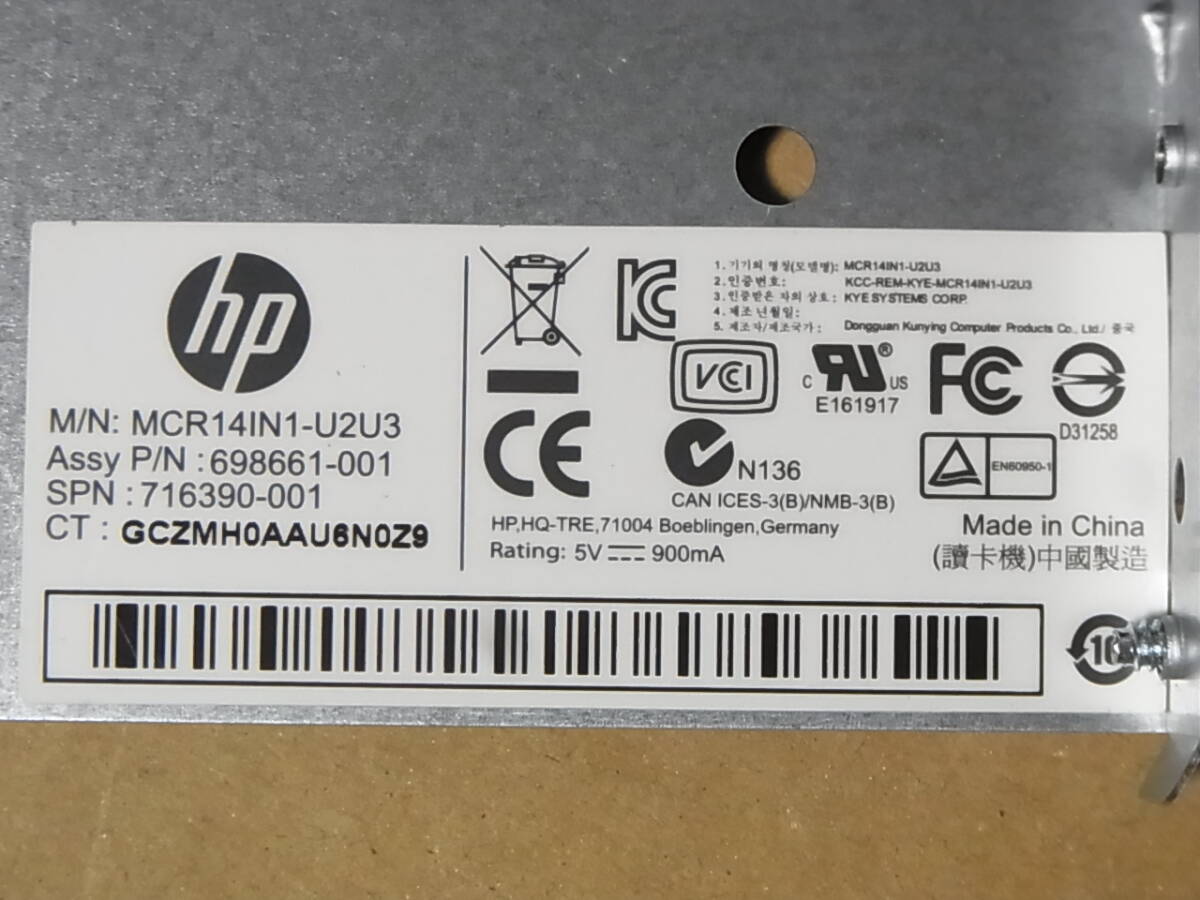 hp
M/N: MCR14IN1-U2U3
Assy P/N : 698661-001
SPN : 716390-001
CT : GCZMH0AAU6N0Z9
1. 기기의 명칭(모델명): MCR14IN1-U2U3
2. 인증번호: KCC-REM-KYE-MCR14IN1-U2U3
3. 인증받은 자의 상호: KYE SYSTEMS CORP.
4. 제조 년월일:
5. 제조자/제조국가: Dongguan Kunying Computer Products Co., Ltd./ 중국
VCI
C RU ® US
E161917
FC
D31258
CE
N136
EN60950-1
CAN ICES-3(B)/NMB-3(B)
HP,HQ-TRE,71004 Boeblingen,Germany
Rating: 5V 900mA
Made in China
(讀卡機)中國製造
10